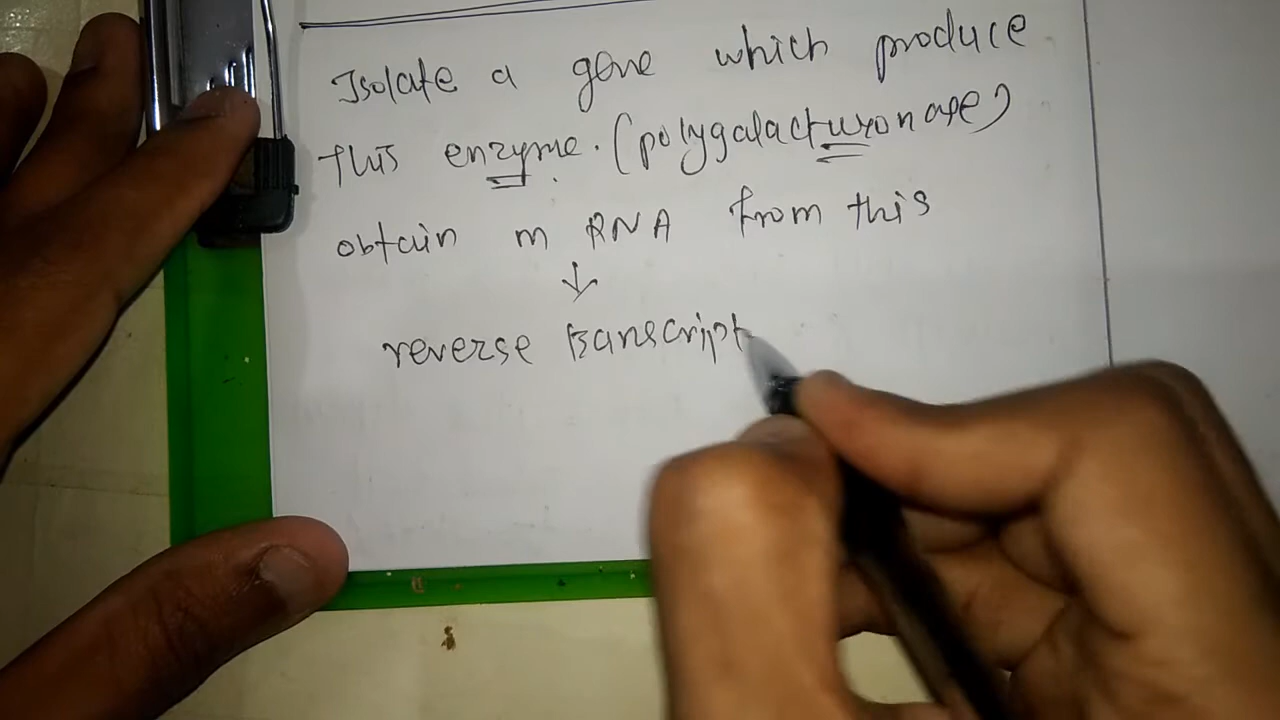 Isolate a gene which produce
this enzyme. (polygalacturonase)
obtain m RNA from this
↓
reverse transcript